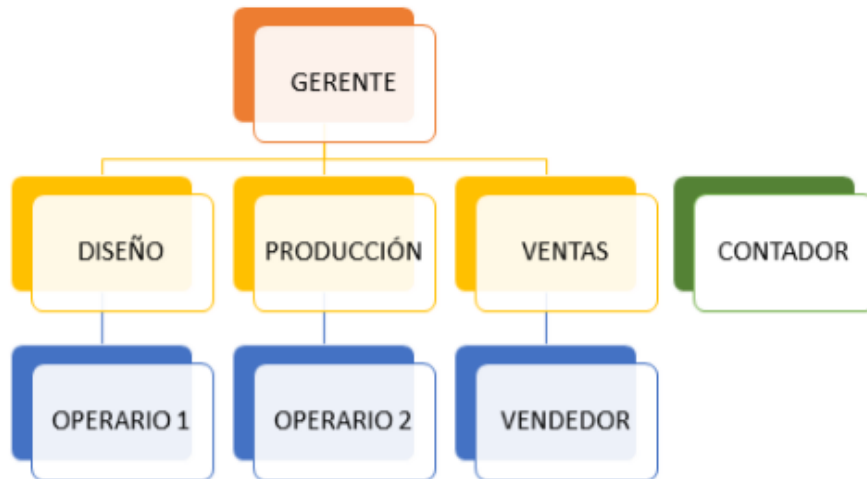 GERENTE
DISEÑO
PRODUCCIÓN
VENTAS
CONTADOR
OPERARIO 1
OPERARIO 2
VENDEDOR